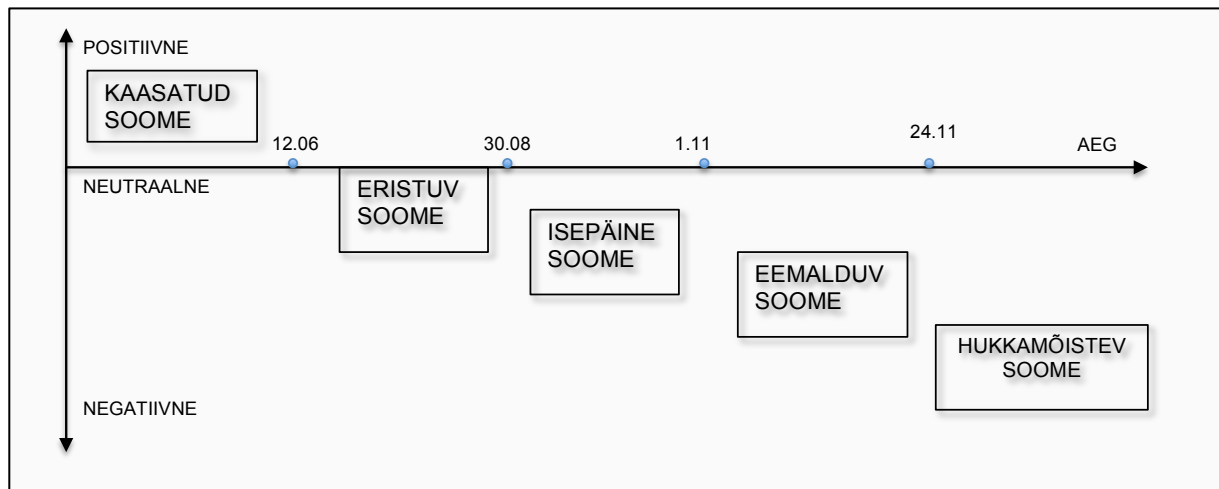 POSITIIVNE
KAASATUD
SOOME
12.06
30.08
1.11
24.11
AEG
NEUTRAALNE
ERISTUV
SOOME
ISEPÄINE
SOOME
EEMALDUV
SOOME
HUKKAMÕISTEV
SOOME
NEGATIIVNE